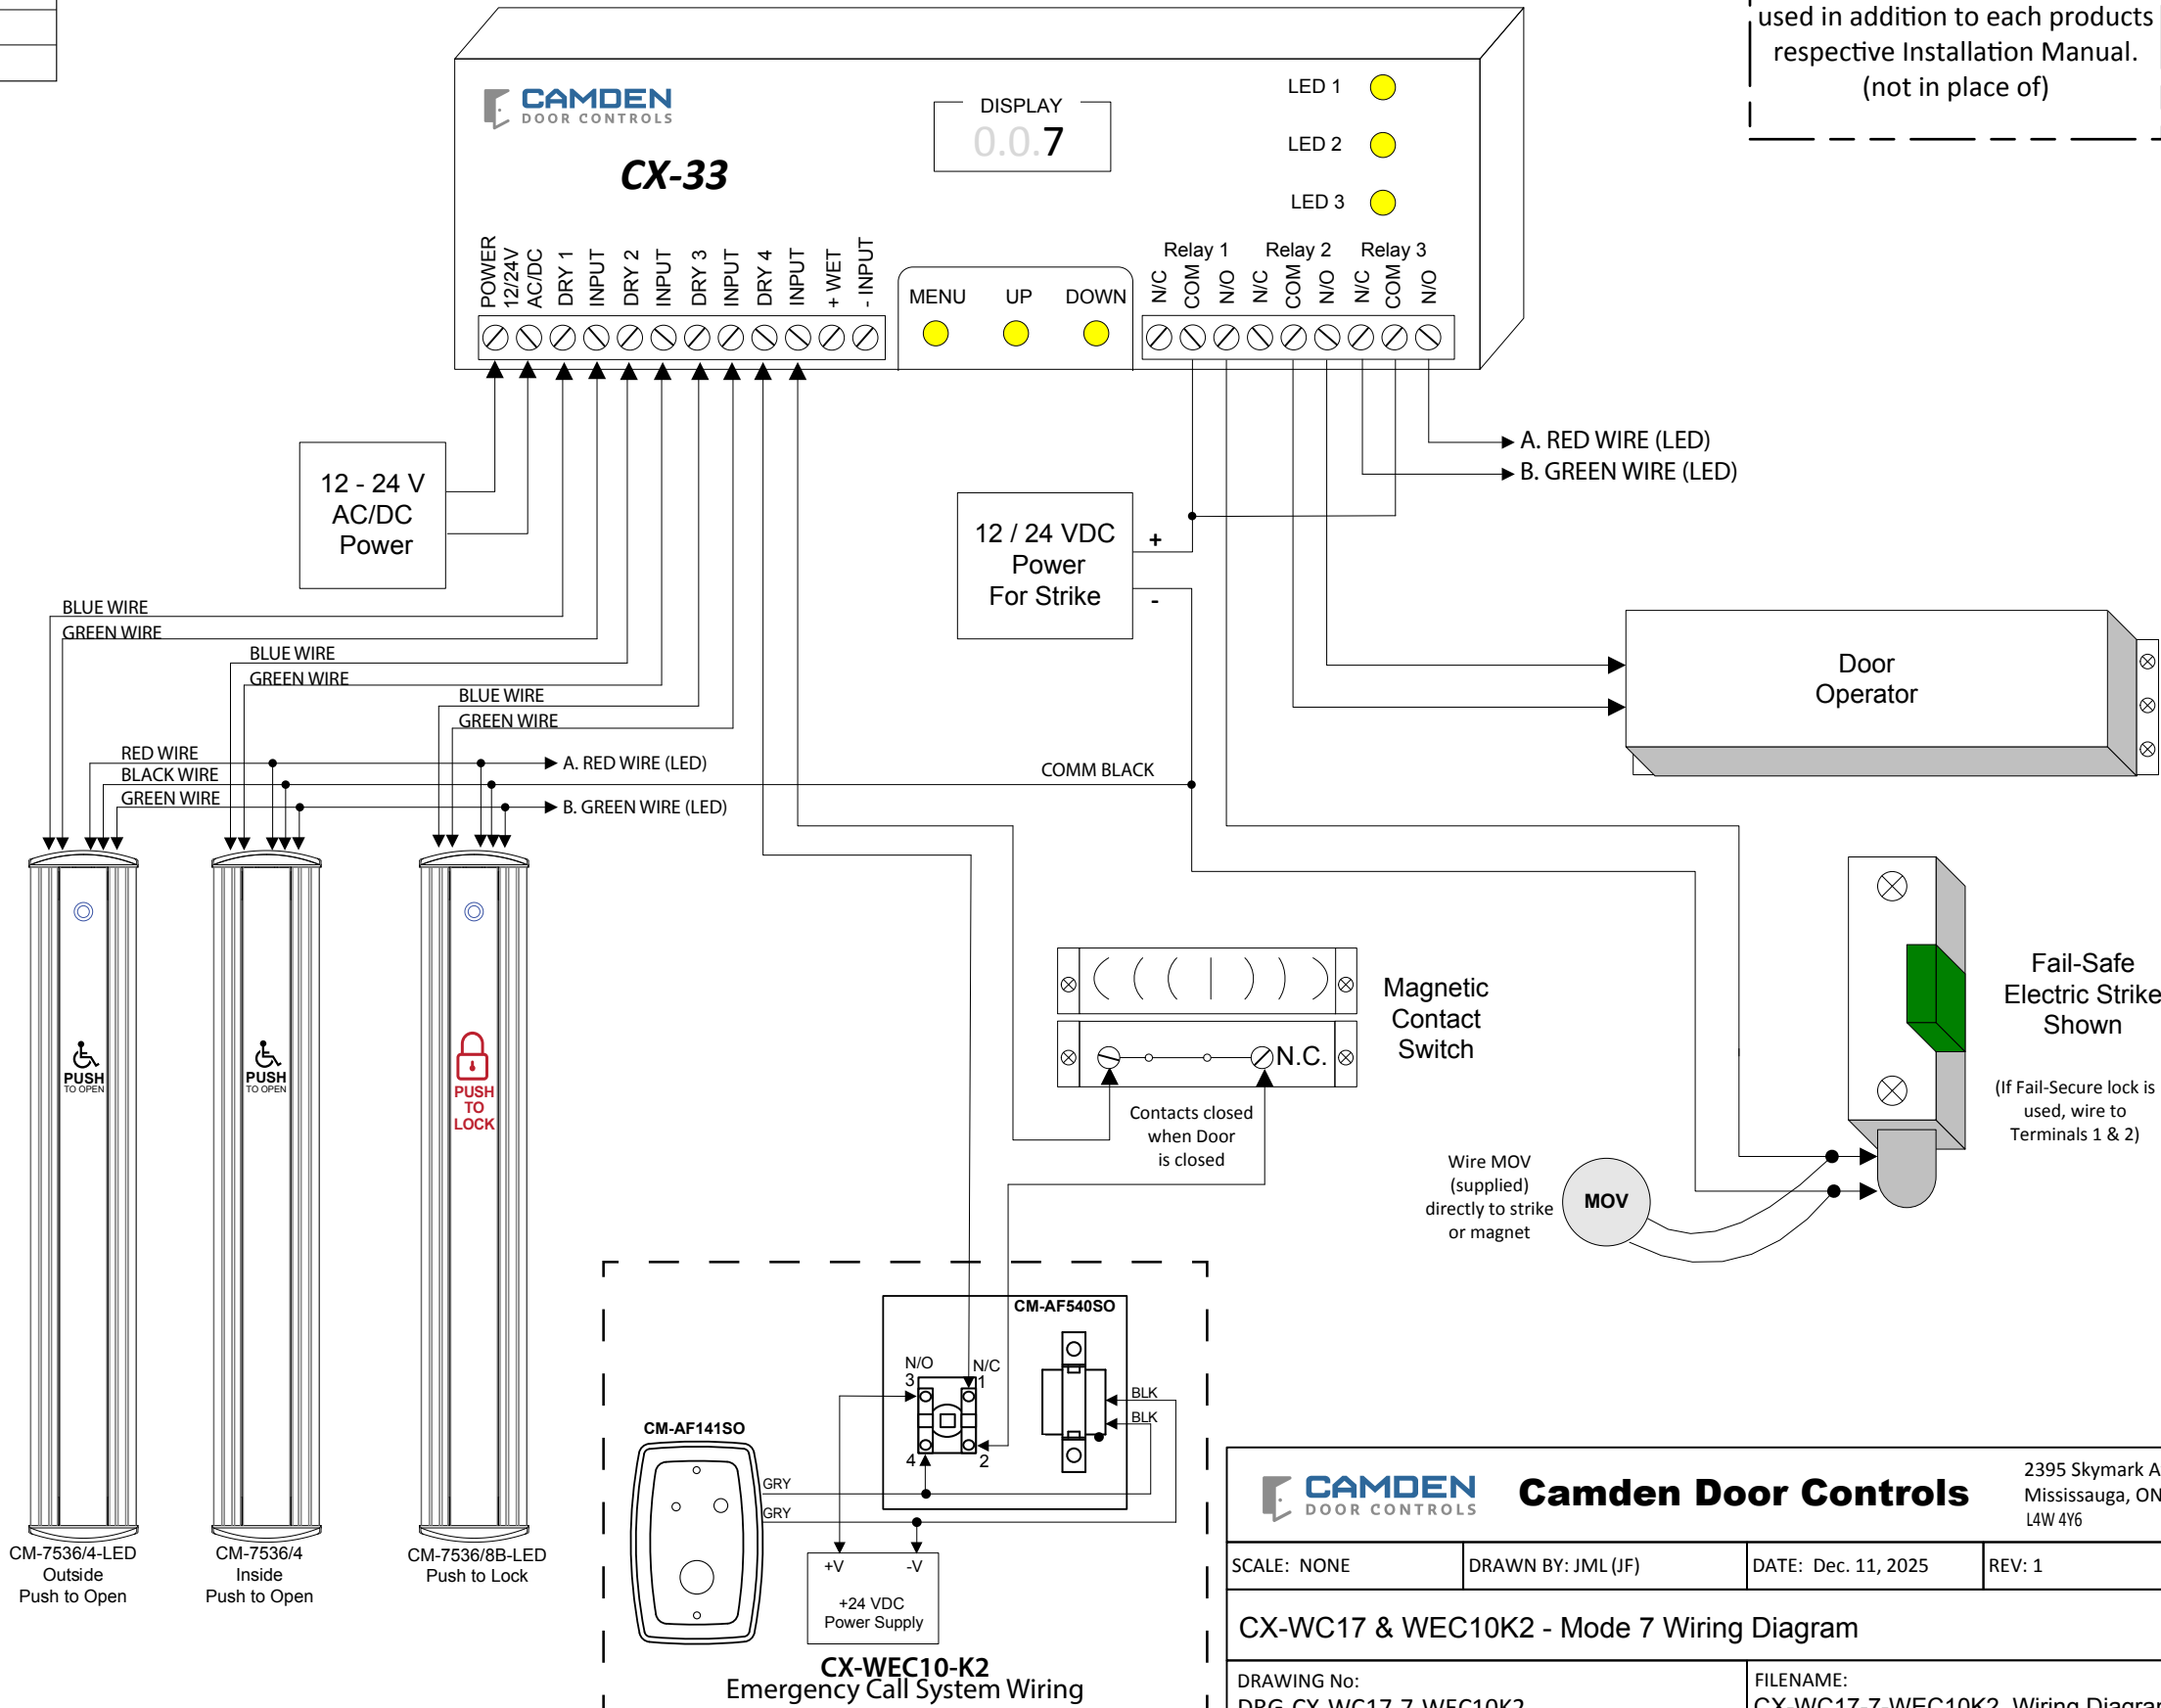 used in addition to each products
respective Installation Manual.
(not in place of)
CAMDEN
DOOR CONTROLS
CX-33
DISPLAY
0.0.7
LED 1
LED 2
LED 3
POWER
12/24V
AC/DC
DRY 1
INPUT
DRY 2
INPUT
DRY 3
INPUT
DRY 4
INPUT
+ WET
- INPUT
MENU UP DOWN
Relay 1 Relay 2 Relay 3
N/C COM N/O N/C COM N/O N/C COM N/O
A. RED WIRE (LED)
B. GREEN WIRE (LED)
12 - 24 V
AC/DC
Power
12 / 24 VDC
Power
For Strike
+
-
BLUE WIRE
GREEN WIRE
BLUE WIRE
GREEN WIRE
BLUE WIRE
GREEN WIRE
RED WIRE
BLACK WIRE
GREEN WIRE
A. RED WIRE (LED)
B. GREEN WIRE (LED)
COMM BLACK
Door
Operator
PUSH
TO OPEN
PUSH
TO OPEN
PUSH
TO
LOCK
Magnetic
Contact
Switch
N.C.
Contacts closed
when Door
is closed
Fail-Safe
Electric Strike
Shown
(If Fail-Secure lock is
used, wire to
Terminals 1 & 2)
Wire MOV
(supplied)
directly to strike
or magnet
MOV
CM-7536/4-LED
Outside
Push to Open
CM-7536/4
Inside
Push to Open
CM-7536/8B-LED
Push to Lock
CM-AF540SO
N/O
3
N/C
1
4
2
BLK
BLK
CM-AF141SO
GRY
GRY
+V -V
+24 VDC
Power Supply
CX-WEC10-K2
Emergency Call System Wiring
CAMDEN
DOOR CONTROLS
Camden Door Controls
2395 Skymark A
Mississauga, ON
L4W 4Y6
SCALE: NONE
DRAWN BY: JML (JF)
DATE: Dec. 11, 2025
REV: 1
CX-WC17 & WEC10K2 - Mode 7 Wiring Diagram
DRAWING No:
DRG-CX-WC17-7-WEC10K2
FILENAME:
CX-WC17-7-WEC10K2 Wiring Diagram